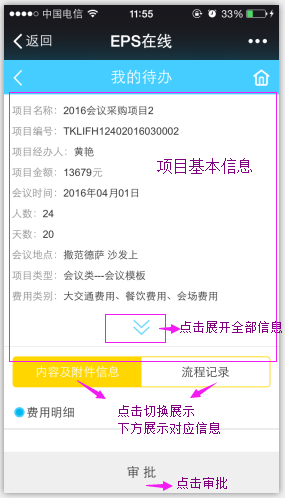 中国电信 11:55 33%
返回 EPS在线
我的待办
项目名称：2016会议采购项目2
项目编号：TKLIFH12402016030002
项目经办人：黄艳
项目金额：13679元
会议时间：2016年04月01日
人数：24
天数：20
会议地点：撒范德萨 沙发上
项目类型：会议类---会议模板
费用类别：大交通费用、餐饮费用、会场费用
项目基本信息
点击展开全部信息
内容及附件信息 流程记录
点击切换展示
下方展示对应信息
费用明细
审 批
点击审批